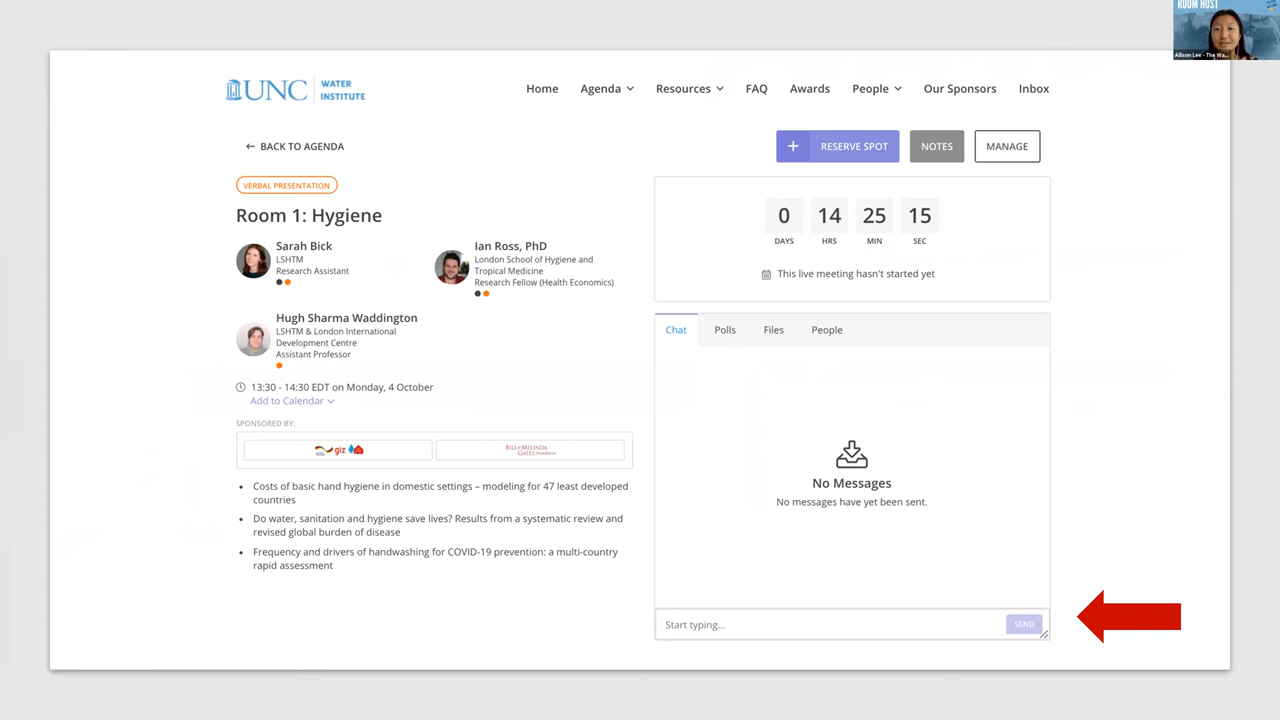 ROOM HOST
Allison Lee - The Wa...
UNC
WATER
INSTITUTE
Home
Agenda
Resources
FAQ
Awards
People
Our Sponsors
Inbox
← BACK TO AGENDA
+ RESERVE SPOT
NOTES
MANAGE
VERBAL PRESENTATION
Room 1: Hygiene
Sarah Bick
LSHTM
Research Assistant
Ian Ross, PhD
London School of Hygiene and
Tropical Medicine
Research Fellow (Health Economics)
Hugh Sharma Waddington
LSHTM & London International
Development Centre
Assistant Professor
13:30 - 14:30 EDT on Monday, 4 October
Add to Calendar
SPONSORED BY:
giz
BILL & MELINDA
GATES foundation
• Costs of basic hand hygiene in domestic settings – modeling for 47 least developed
countries
• Do water, sanitation and hygiene save lives? Results from a systematic review and
revised global burden of disease
• Frequency and drivers of handwashing for COVID-19 prevention: a multi-country
rapid assessment
0 14 25 15
DAYS HRS MIN SEC
This live meeting hasn't started yet
Chat
Polls
Files
People
No Messages
No messages have yet been sent.
Start typing...
SEND